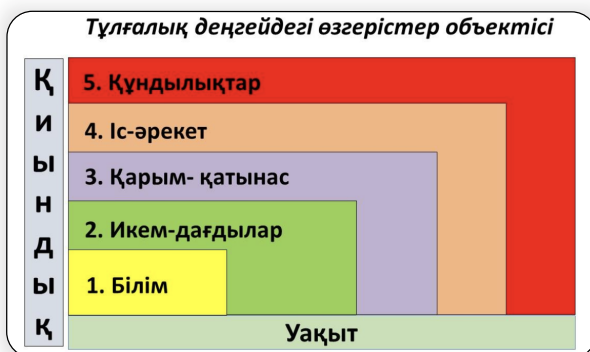 Тұлғалық деңгейдегі өзгерістер объектісі
Қиындық
5. Құндылықтар
4. Іс-әрекет
3. Қарым- қатынас
2. Икем-дағдылар
1. Білім
Уақыт